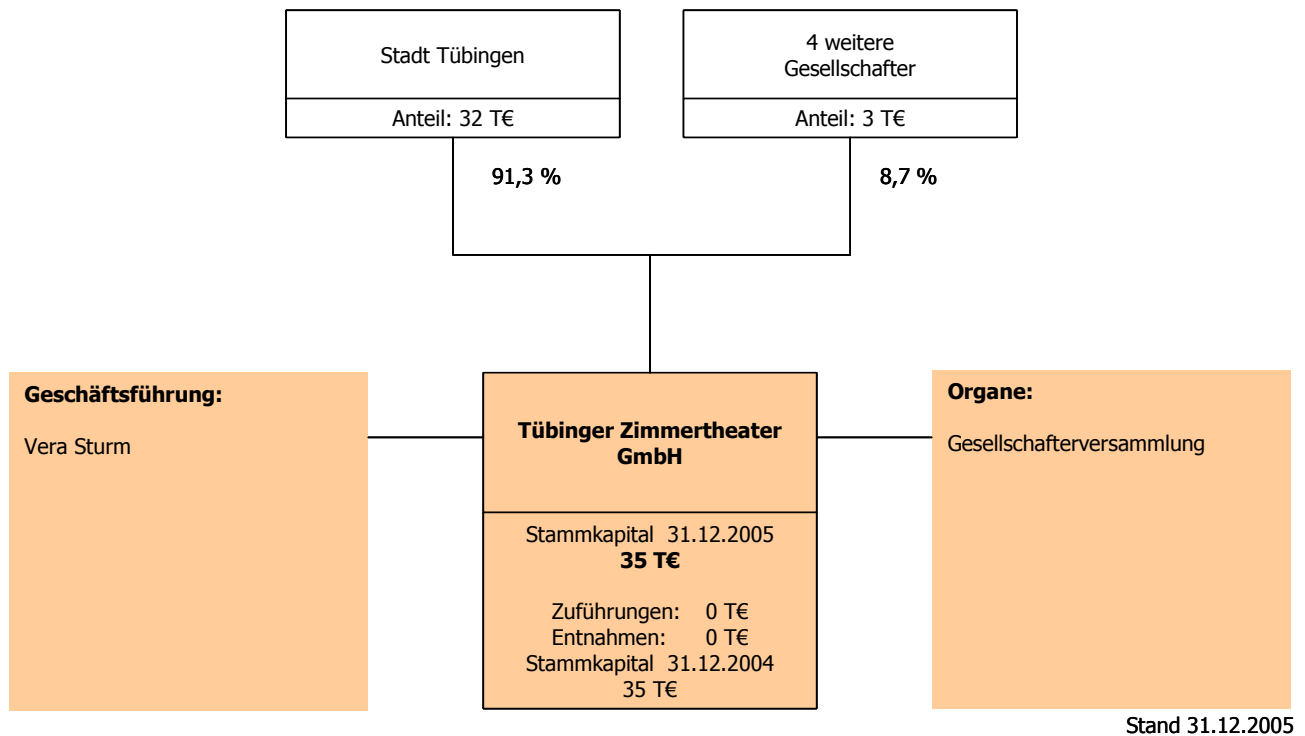 Stadt Tübingen
Anteil: 32 T€
4 weitere
Gesellschafter
Anteil: 3 T€
91,3 %
8,7 %
Geschäftsführung:
Vera Sturm
Tübinger Zimmertheater
GmbH
Stammkapital 31.12.2005
35 T€
Zuführungen: 0 T€
Entnahmen: 0 T€
Stammkapital 31.12.2004
35 T€
Organe:
Gesellschafterversammlung
Stand 31.12.2005